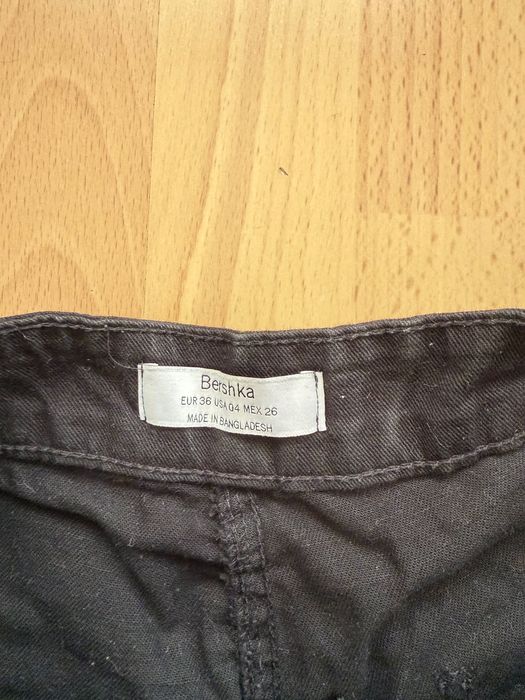 Bershka
EUR 36 USA 04 MEX 26
MADE IN BANGLADESH